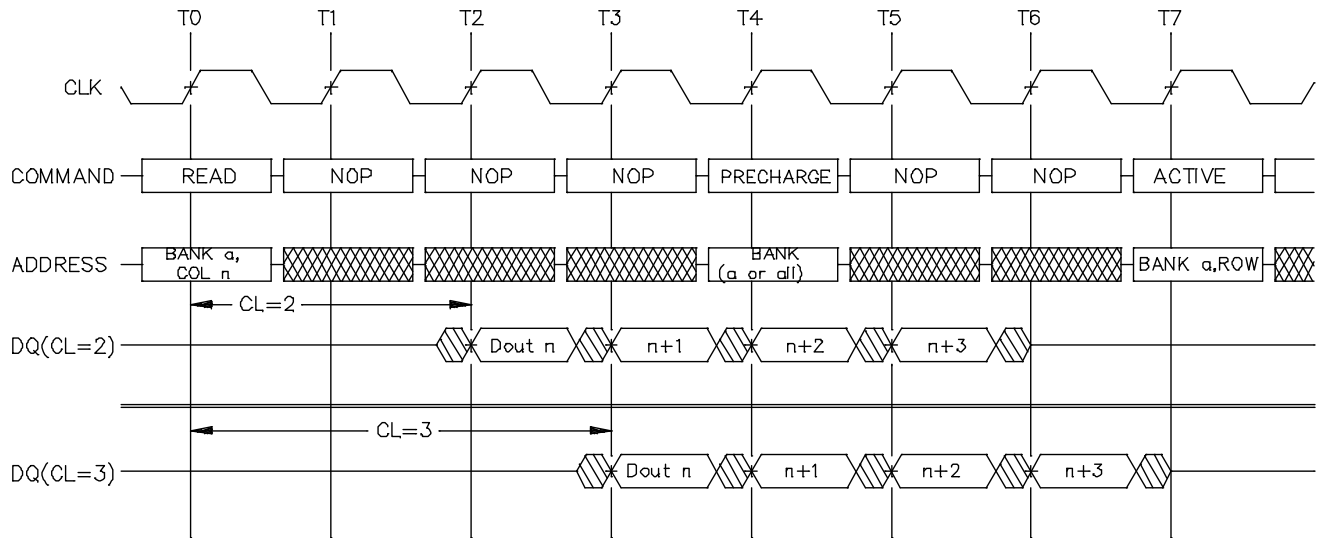 T0 T1 T2 T3 T4 T5 T6 T7
CLK
COMMAND READ NOP NOP NOP PRECHARGE NOP NOP ACTIVE
ADDRESS BANK a, COL n BANK (a or all) BANK a,ROW
CL=2
DQ(CL=2) Dout n n+1 n+2 n+3
CL=3
DQ(CL=3) Dout n n+1 n+2 n+3